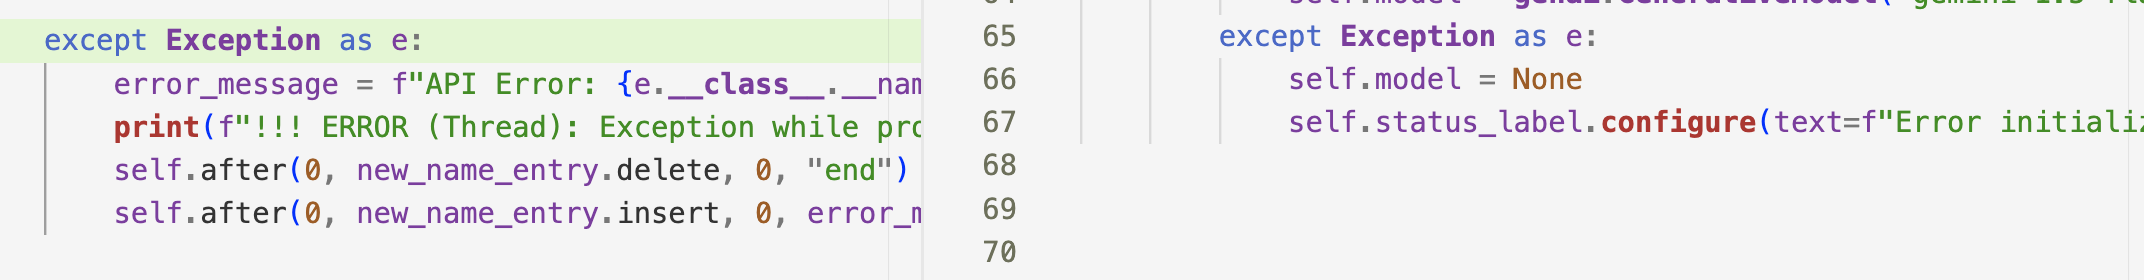 except Exception as e:
error_message = f"API Error: {e.__class__.__nam
print(f"!!! ERROR (Thread): Exception while pro
self.after(0, new_name_entry.delete, 0, "end")
self.after(0, new_name_entry.insert, 0, error_m
65 except Exception as e:
66 self.model = None
67 self.status_label.configure(text=f"Error initializ
68
69
70